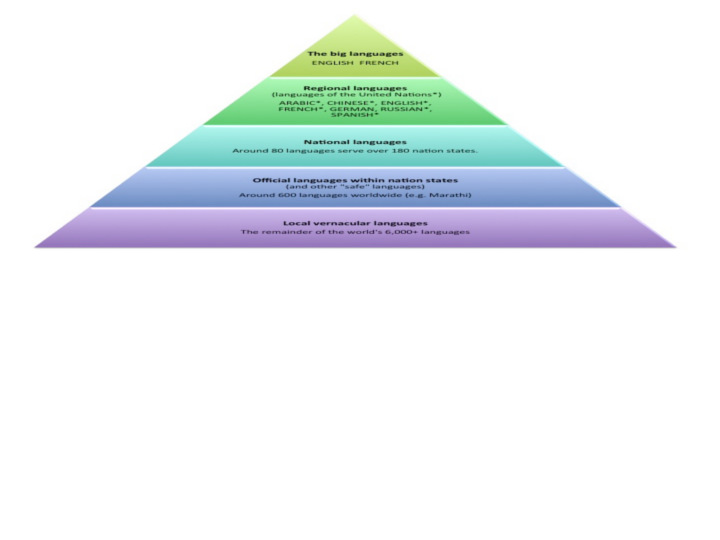 The big languages
ENGLISH FRENCH
Regional languages
(languages of the United Nations*)
ARABIC*, CHINESE*, ENGLISH*,
FRENCH*, GERMAN, RUSSIAN*,
SPANISH*
National languages
Around 80 languages serve over 180 nation states.
Official languages within nation states
(and other "safe" languages)
Around 600 languages worldwide (e.g. Marathi)
Local vernacular languages
The remainder of the world's 6,000+ languages